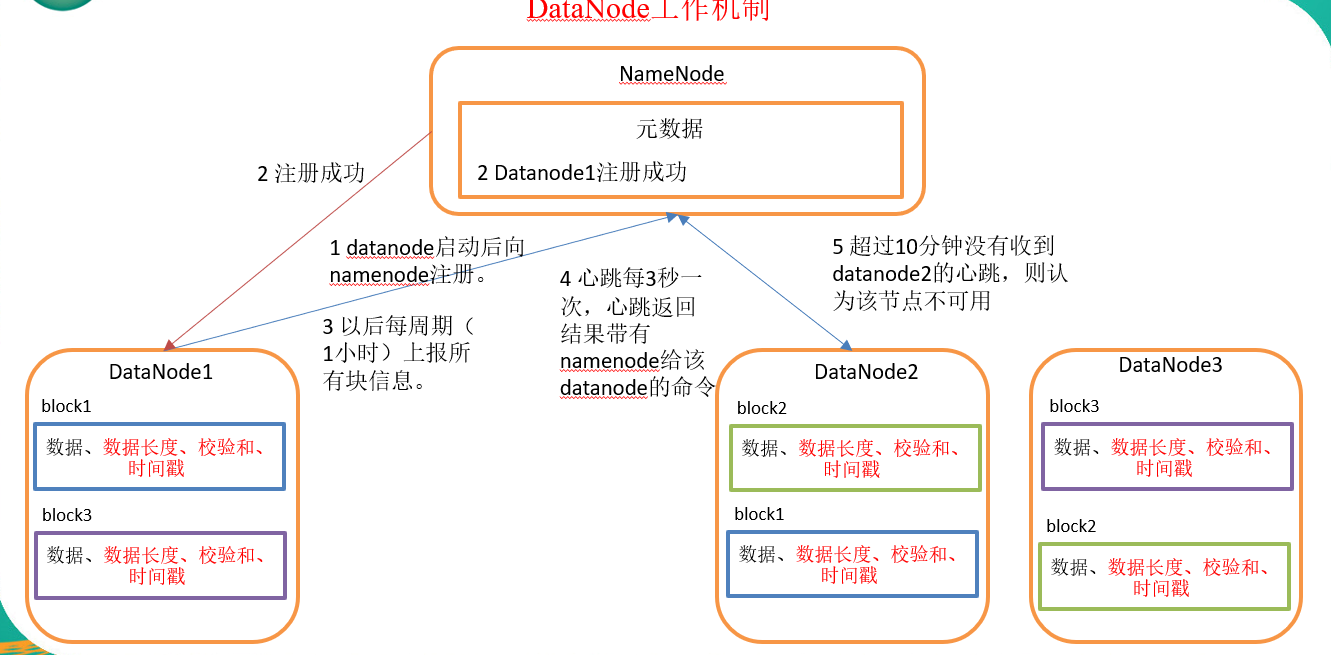 DataNode工作机制
NameNode
元数据
2 Datanode1注册成功
2 注册成功
1 datanode启动后向
namenode注册。
3 以后每周期（
1小时）上报所
有块信息。
4 心跳每3秒一
次，心跳返回
结果带有
namenode给该
datanode的命令
5 超过10分钟没有收到
datanode2的心跳，则认
为该节点不可用
DataNode1
block1
数据、数据长度、校验和、
时间戳
block3
数据、数据长度、校验和、
时间戳
DataNode2
block2
数据、数据长度、校验和、
时间戳
block1
数据、数据长度、校验和、
时间戳
DataNode3
block3
数据、数据长度、校验和、
时间戳
block2
数据、数据长度、校验和、
时间戳